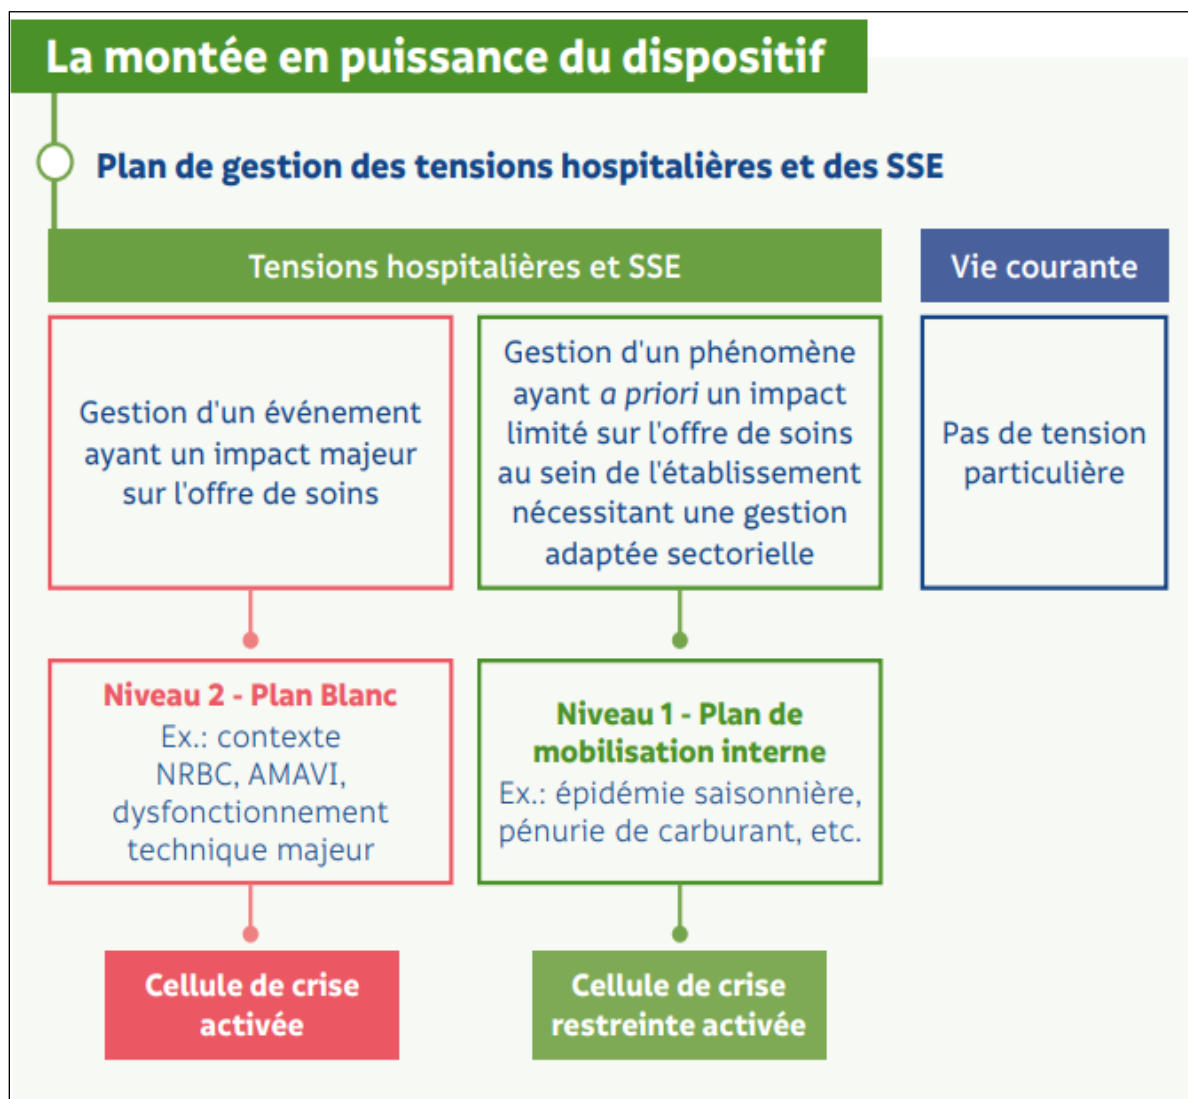 La montée en puissance du dispositif
Plan de gestion des tensions hospitalières et des SSE
Tensions hospitalières et SSE
Vie courante
Gestion d'un événement
ayant un impact majeur
sur l'offre de soins
Gestion d'un phénomène
ayant a priori un impact
limité sur l'offre de soins
au sein de l'établissement
nécessitant une gestion
adaptée sectorielle
Pas de tension
particulière
Niveau 2 - Plan Blanc
Ex.: contexte
NRBC, AMAVI,
dysfonctionnement
technique majeur
Niveau 1 - Plan de
mobilisation interne
Ex.: épidémie saisonnière,
pénurie de carburant, etc.
Cellule de crise
activée
Cellule de crise
restreinte activée